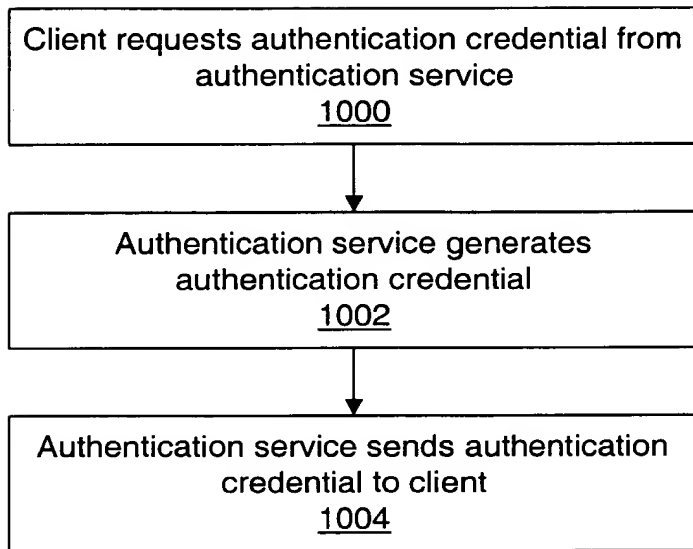 Client requests authentication credential from
authentication service
1000
Authentication service generates
authentication credential
1002
Authentication service sends authentication
credential to client
1004